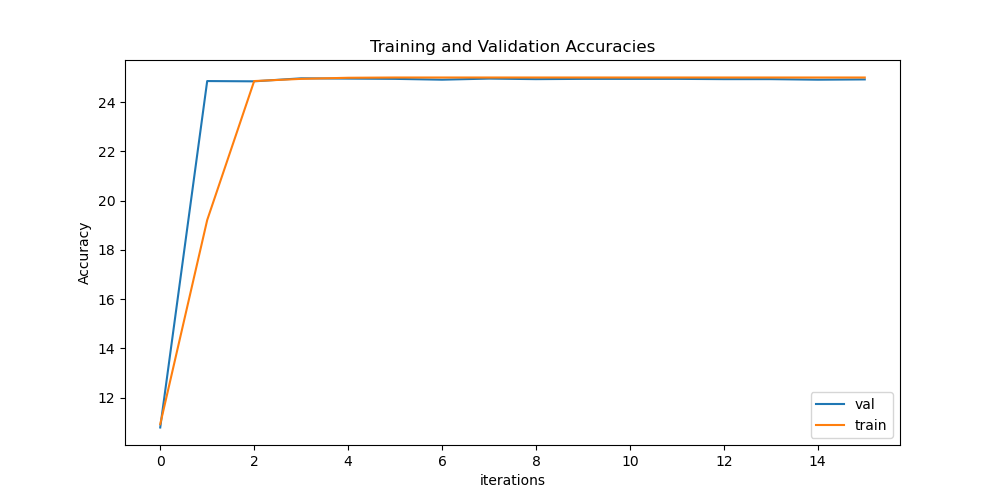 Training and Validation Accuracies
24
22
20
18
16
14
12
Accuracy
0 2 4 6 8 10 12 14
iterations
val
train